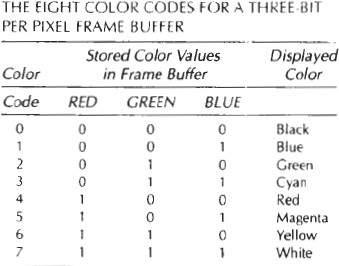 THE EIGHT COLOR CODES FOR A THREE-BIT
PER PIXEL FRAME BUFFER
Stored Color Values Displayed
Color in Frame Buffer Color
Code RED GREEN BLUE
0 0 0 0 Black
1 0 0 1 Blue
2 0 1 0 Green
3 0 1 1 Cyan
4 1 0 0 Red
5 1 0 1 Magenta
6 1 1 0 Yellow
7 1 1 1 White